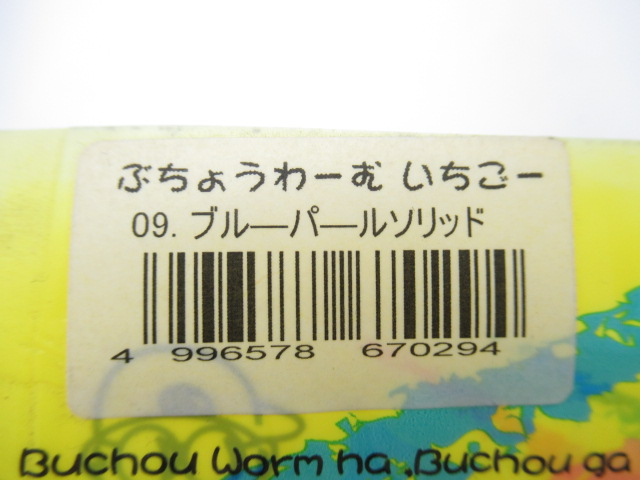 ぶちょうわーむ いちごー
09. ブルーパールソリッド
4 996578 670294
Buchou Worm ha ,Buchou ga